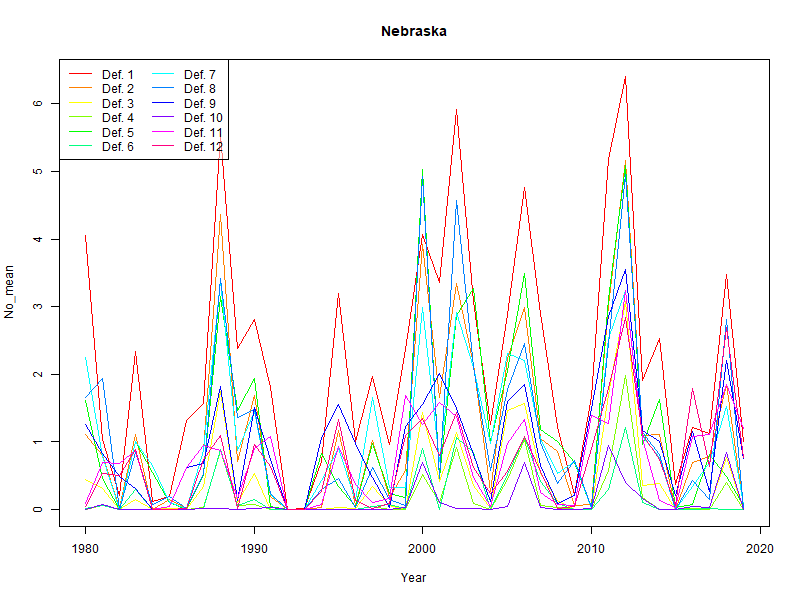 Nebraska
Def. 1 Def. 7
Def. 2 Def. 8
Def. 3 Def. 9
Def. 4 Def. 10
Def. 5 Def. 11
Def. 6 Def. 12
No_mean
6
5
4
3
2
1
0
1980 1990 2000 2010 2020
Year